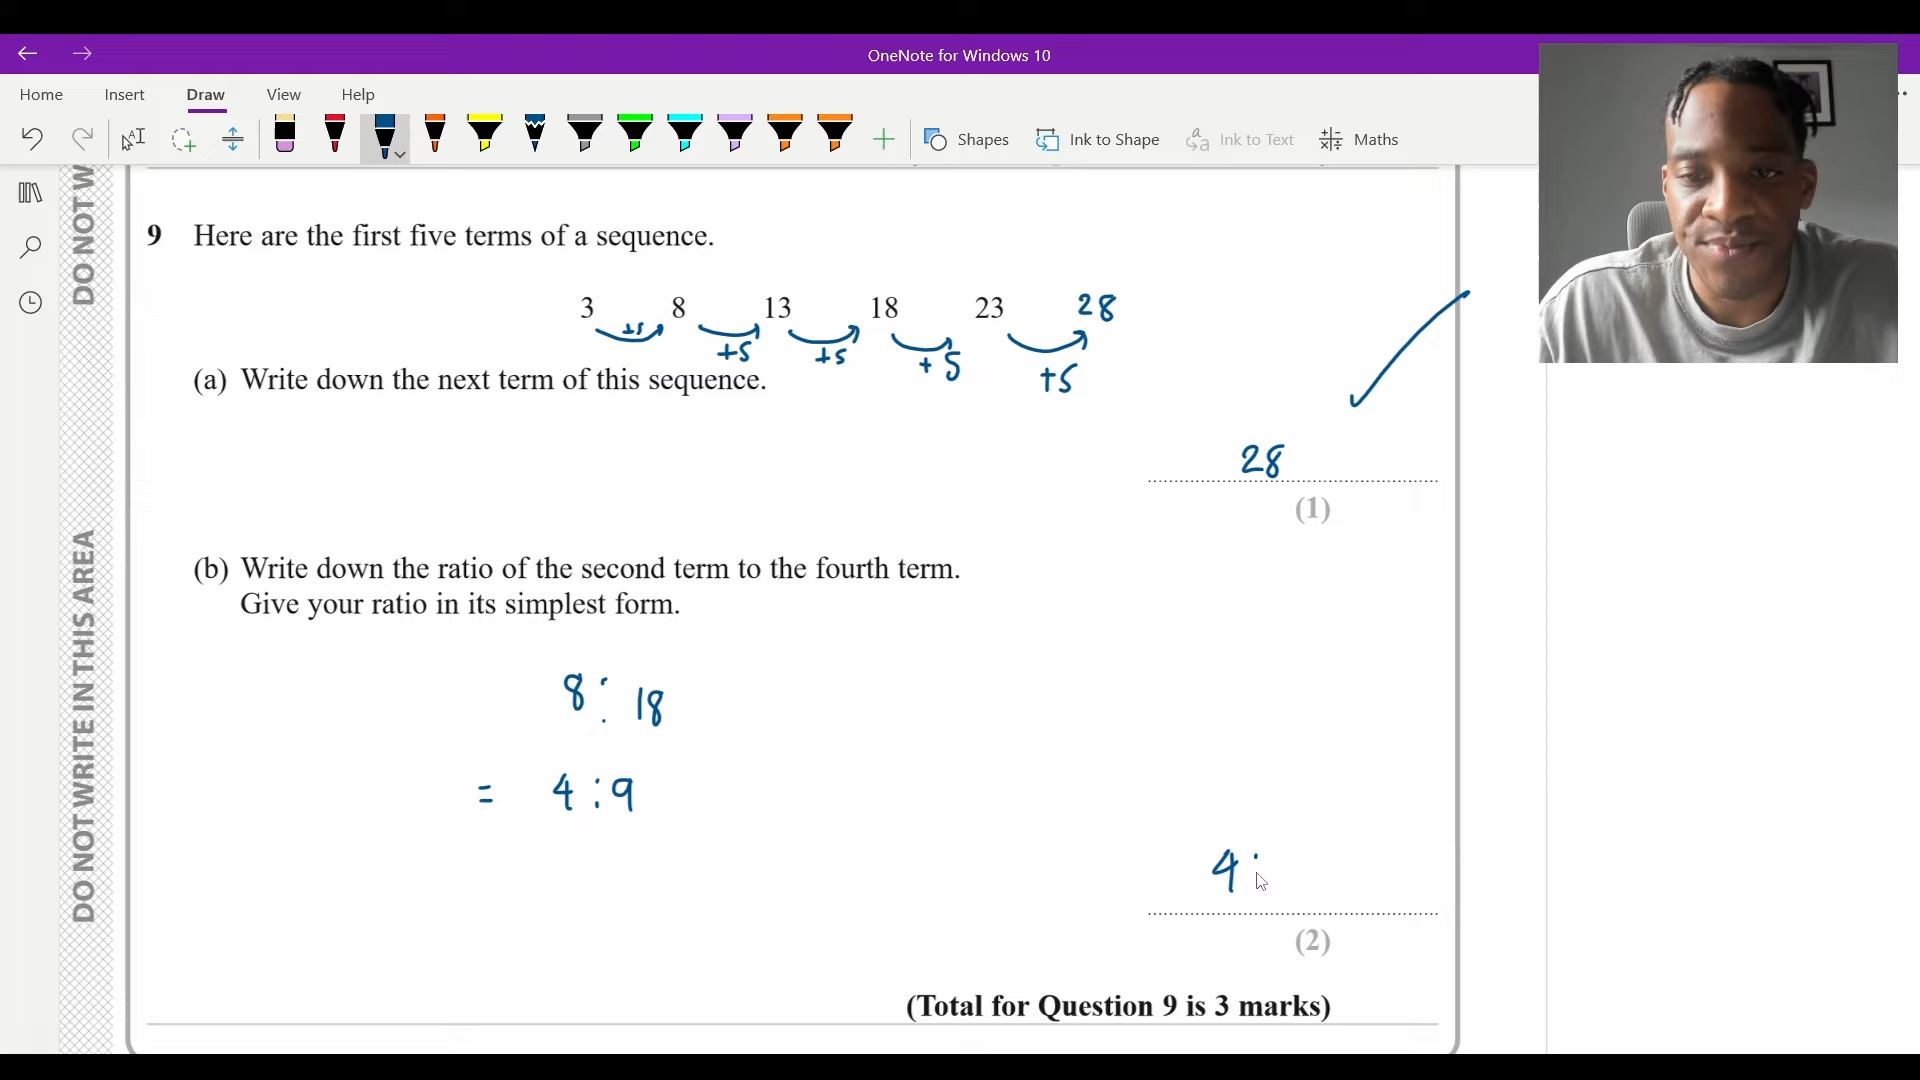 OneNote for Windows 10
Home Insert Draw View Help
Shapes Ink to Shape Ink to Text Maths
DO NOT W
DO NOT WRITE IN THIS AREA
9 Here are the first five terms of a sequence.
3 8 13 18 23 28
+5 +5 +5 +5 +5
(a) Write down the next term of this sequence.
28
(1)
(b) Write down the ratio of the second term to the fourth term.
Give your ratio in its simplest form.
8 : 18
= 4 : 9
4 :
(2)
(Total for Question 9 is 3 marks)